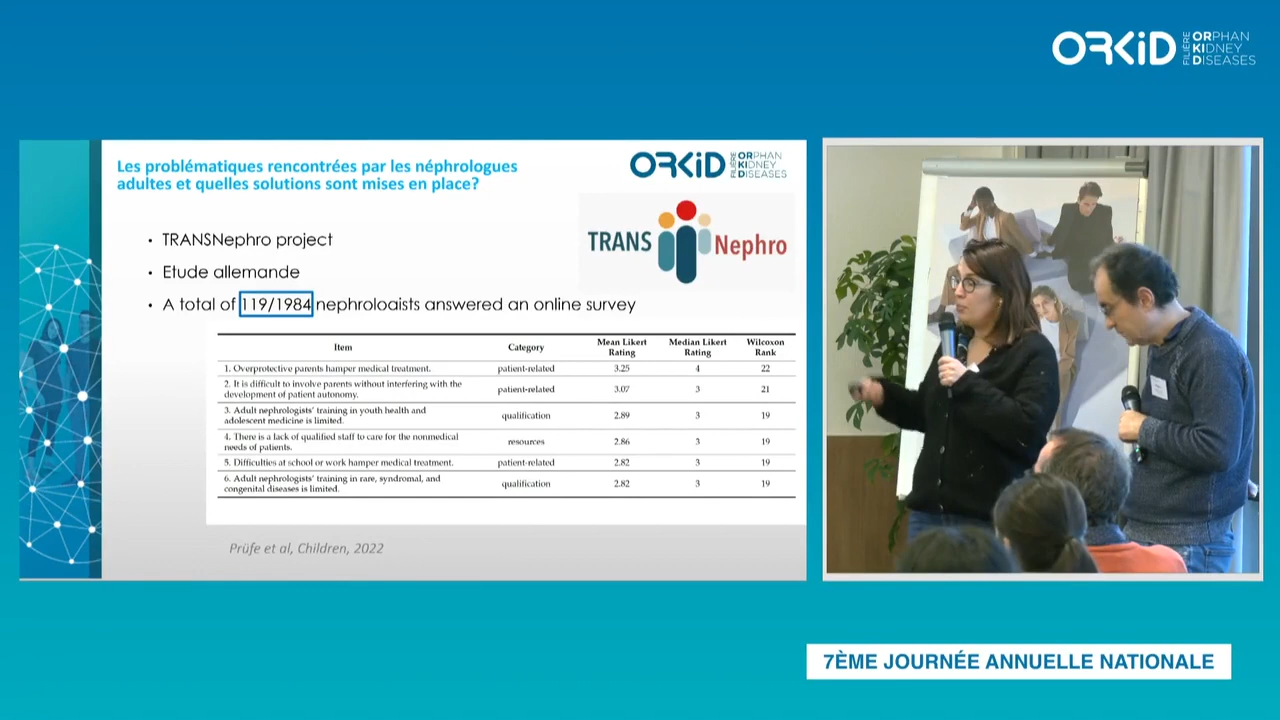 ORKiD
FILIÈRE
ORPHAN
KIDNEY
DISEASES
Les problématiques rencontrées par les néphrologues
adultes et quelles solutions sont mises en place?
ORKiD
FILIÈRE
ORPHAN
KIDNEY
DISEASES
TRANS Nephro
• TRANSNephro project
• Etude allemande
• A total of 119/1984 nephrologists answered an online survey
Item Category Mean Likert Rating Median Likert Rating Wilcoxon Rank
1. Overprotective parents hamper medical treatment. patient-related 3.25 4 22
2. It is difficult to involve parents without interfering with the
development of patient autonomy. patient-related 3.07 3 21
3. Adult nephrologists' training in youth health and
adolescent medicine is limited. qualification 2.89 3 19
4. There is a lack of qualified staff to care for the nonmedical
needs of patients. resources 2.86 3 19
5. Difficulties at school or work hamper medical treatment. patient-related 2.82 3 19
6. Adult nephrologists' training in rare, syndromal, and
congenital diseases is limited. qualification 2.82 3 19
Prüfe et al, Children, 2022
7ÈME JOURNÉE ANNUELLE NATIONALE